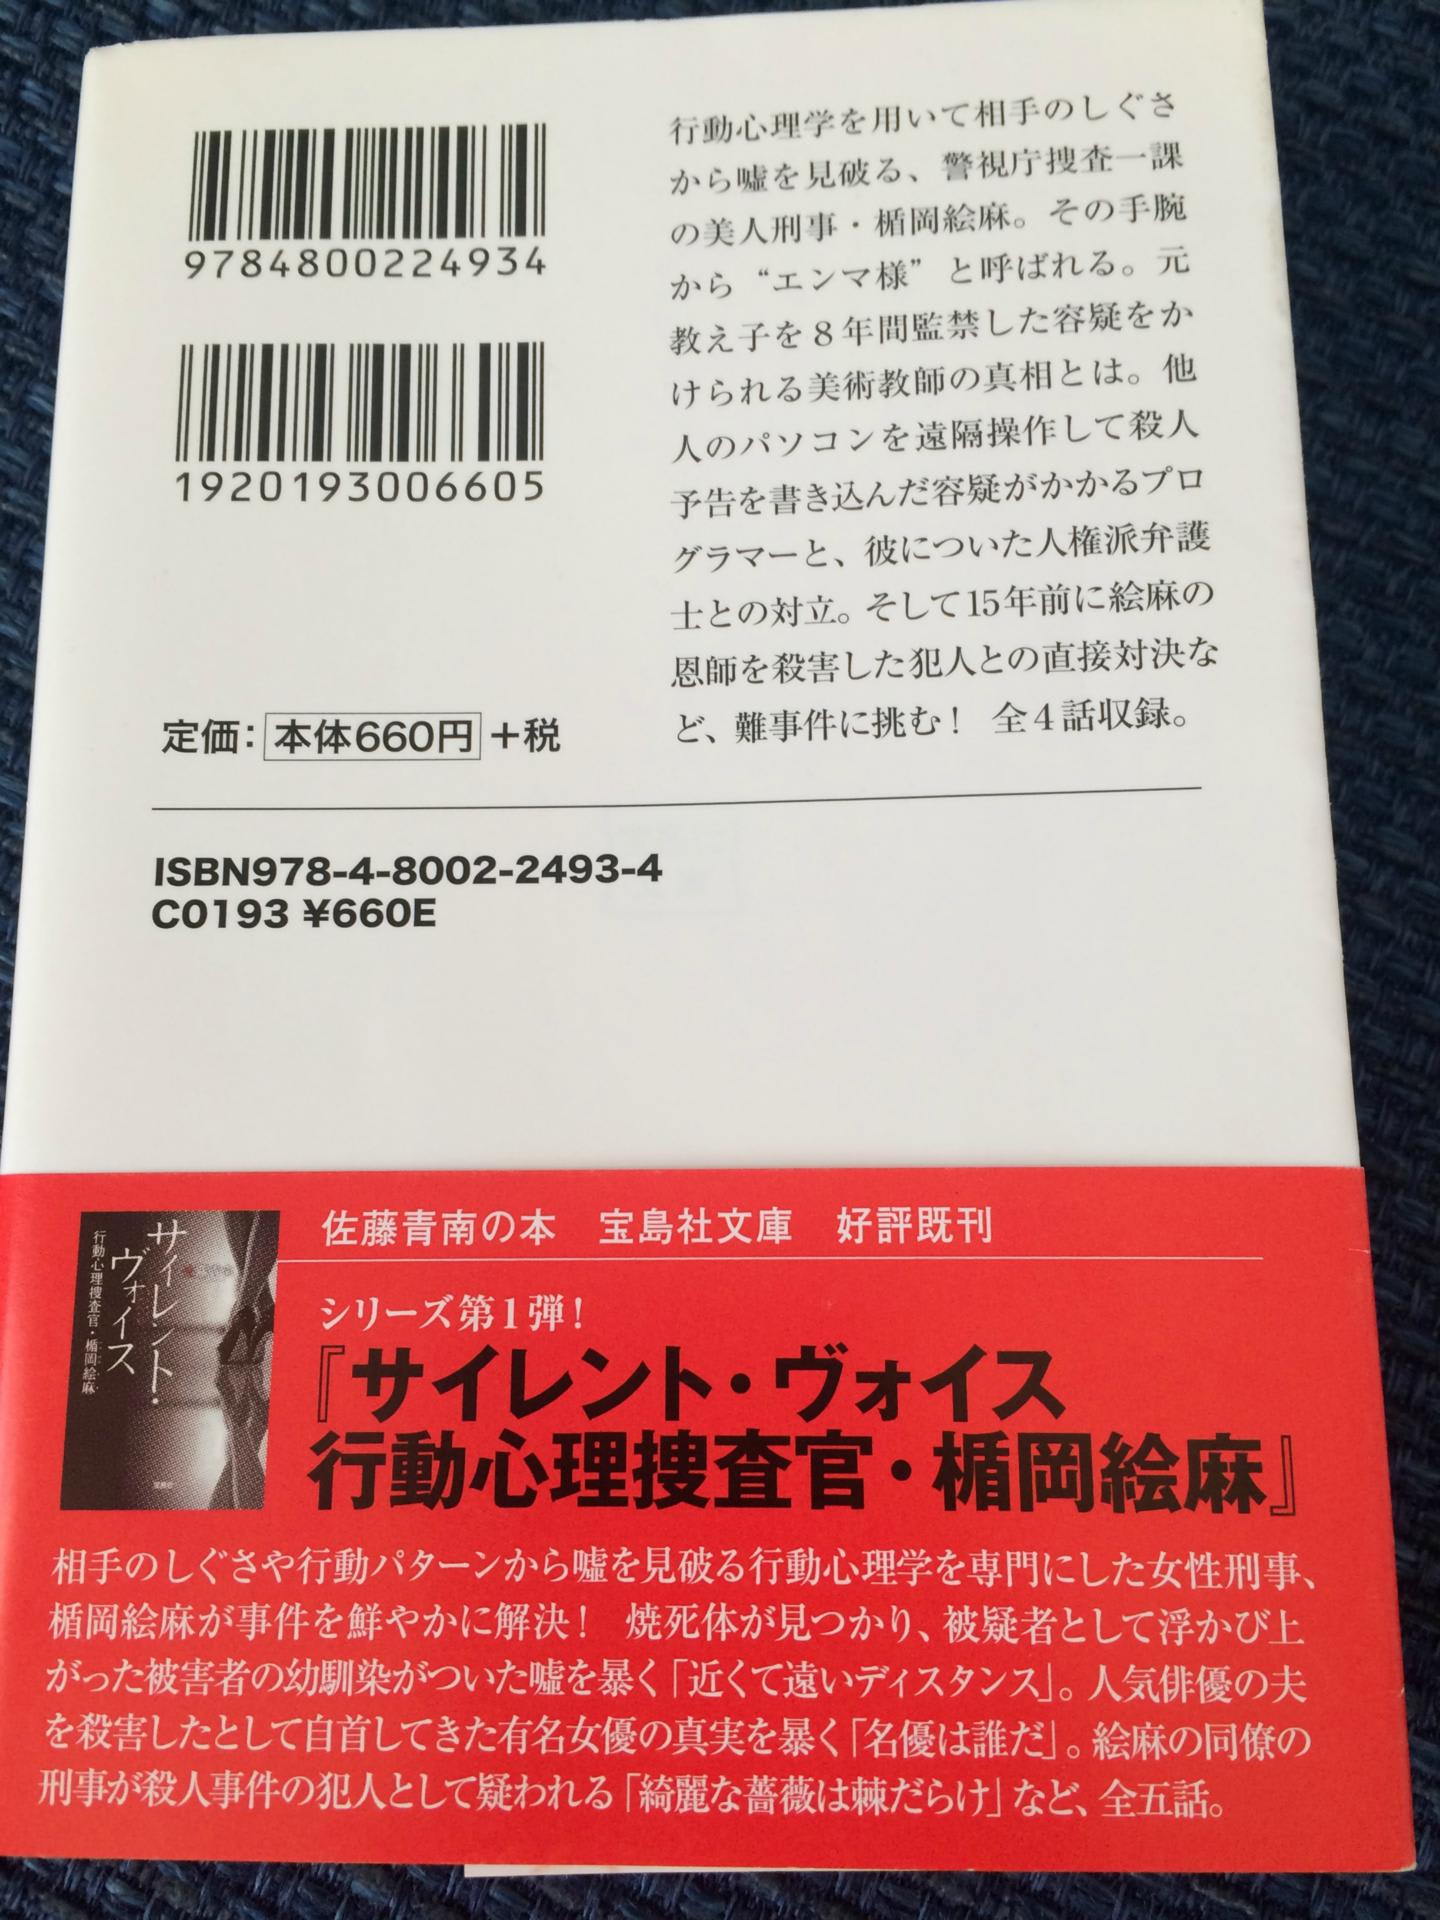 9784800224934
1920193006605
定価：本体660円＋税
行動心理学を用いて相手のしぐさ
から嘘を見破る、警視庁捜査一課
の美人刑事・楯岡絵麻。その手腕
から“エンマ様”と呼ばれる。元
教え子を８年間監禁した容疑をか
けられる美術教師の真相とは。他
人のパソコンを遠隔操作して殺人
予告を書き込んだ容疑がかかるプロ
グラマーと、彼についた人権派弁護
士との対立。そして15年前に絵麻の
恩師を殺害した犯人との直接対決な
ど、難事件に挑む！　全４話収録。
ISBN978-4-8002-2493-4
C0193 ¥660E
サイレント・
ヴォイス
行動心理捜査官・楯岡絵麻
佐藤青南の本　宝島社文庫　好評既刊
シリーズ第１弾！
『サイレント・ヴォイス
行動心理捜査官・楯岡絵麻』
相手のしぐさや行動パターンから嘘を見破る行動心理学を専門にした女性刑事、
楯岡絵麻が事件を鮮やかに解決！　焼死体が見つかり、被疑者として浮かび上
がった被害者の幼馴染がついた嘘を暴く「近くて遠いディスタンス」。人気俳優の夫
を殺害したとして自首してきた有名女優の真実を暴く「名優は誰だ」。絵麻の同僚の
刑事が殺人事件の犯人として疑われる「綺麗な薔薇は棘だらけ」など、全五話。